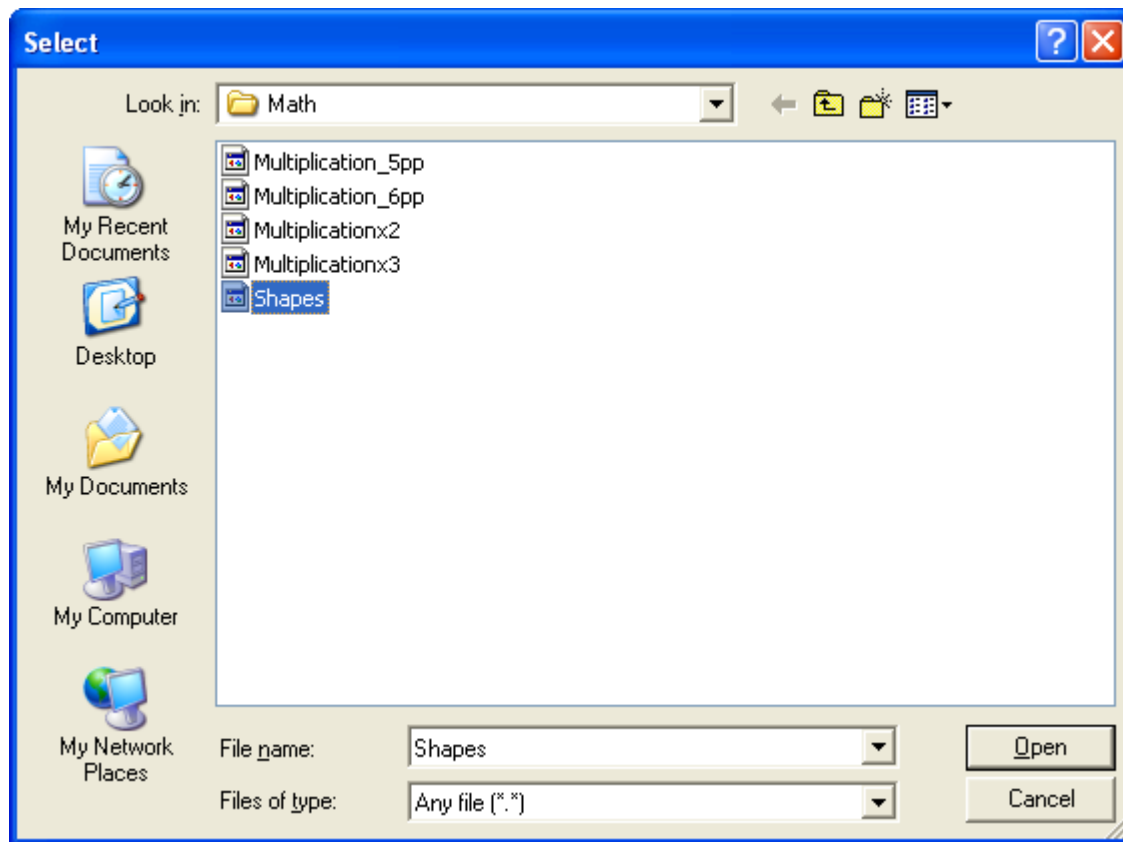 Select
Look in:
Math
Multiplication_5pp
Multiplication_6pp
Multiplicationx2
Multiplicationx3
Shapes
My Recent
Documents
Desktop
My Documents
My Computer
My Network
Places
File name:
Shapes
Open
Files of type:
Any file (*.*)
Cancel